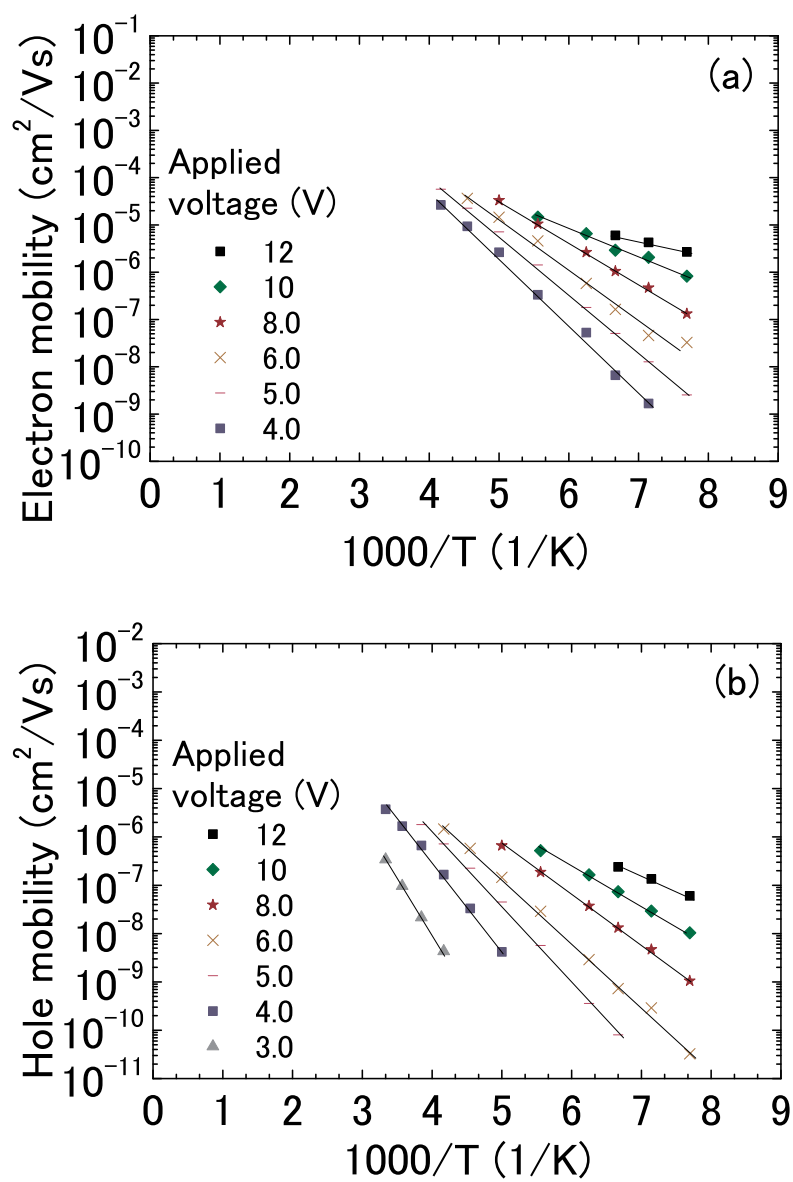 (a)
Electron mobility (cm²/Vs)
10⁻¹
10⁻²
10⁻³
10⁻⁴
10⁻⁵
10⁻⁶
10⁻⁷
10⁻⁸
10⁻⁹
10⁻¹⁰
Applied
voltage (V)
12
10
8.0
6.0
5.0
4.0
0 1 2 3 4 5 6 7 8 9
1000/T (1/K)
(b)
Hole mobility (cm²/Vs)
10⁻²
10⁻³
10⁻⁴
10⁻⁵
10⁻⁶
10⁻⁷
10⁻⁸
10⁻⁹
10⁻¹⁰
10⁻¹¹
Applied
voltage (V)
12
10
8.0
6.0
5.0
4.0
3.0
0 1 2 3 4 5 6 7 8 9
1000/T (1/K)